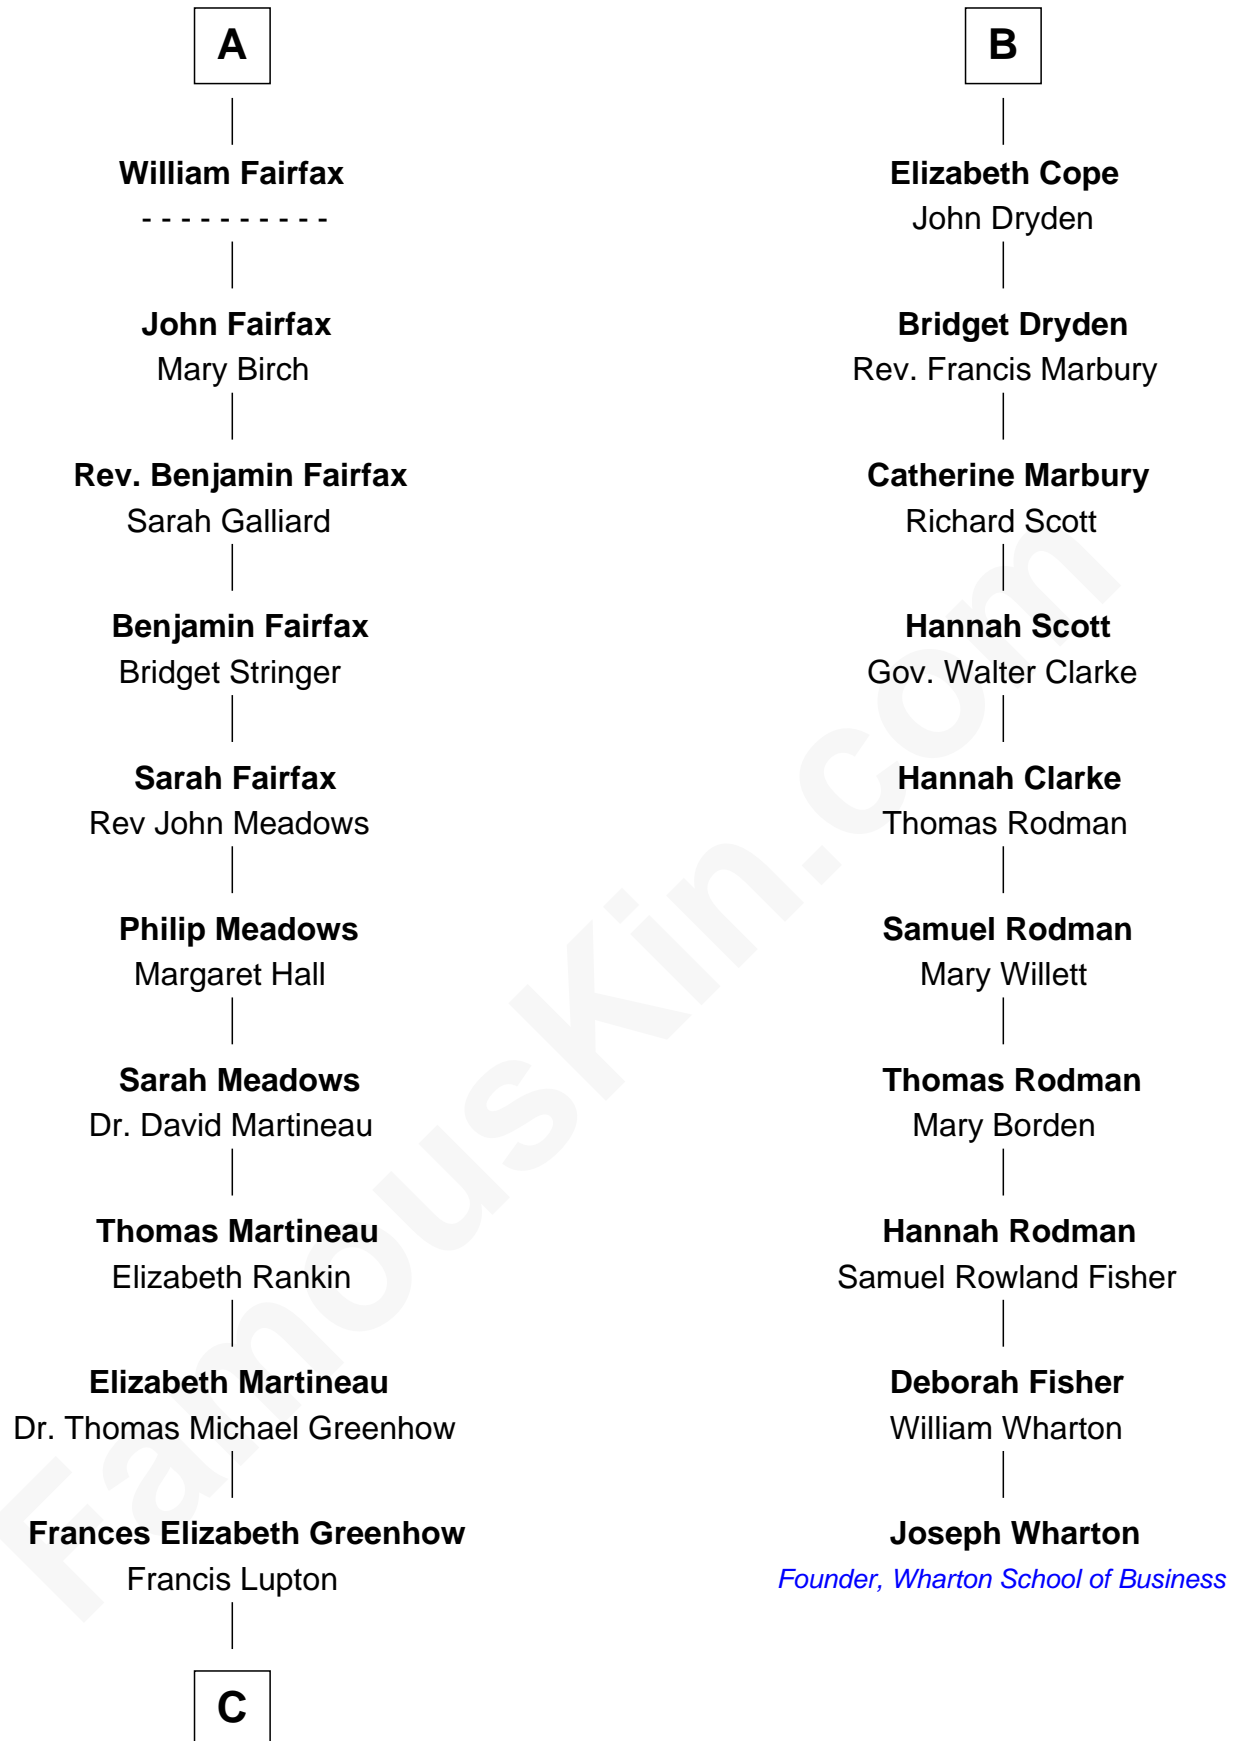 A
William Fairfax
- - - - - - - - - -
John Fairfax
Mary Birch
Rev. Benjamin Fairfax
Sarah Galliard
Benjamin Fairfax
Bridget Stringer
Sarah Fairfax
Rev John Meadows
Philip Meadows
Margaret Hall
Sarah Meadows
Dr. David Martineau
Thomas Martineau
Elizabeth Rankin
Elizabeth Martineau
Dr. Thomas Michael Greenhow
Frances Elizabeth Greenhow
Francis Lupton
C
B
Elizabeth Cope
John Dryden
Bridget Dryden
Rev. Francis Marbury
Catherine Marbury
Richard Scott
Hannah Scott
Gov. Walter Clarke
Hannah Clarke
Thomas Rodman
Samuel Rodman
Mary Willett
Thomas Rodman
Mary Borden
Hannah Rodman
Samuel Rowland Fisher
Deborah Fisher
William Wharton
Joseph Wharton
Founder, Wharton School of Business
FamousKin.com